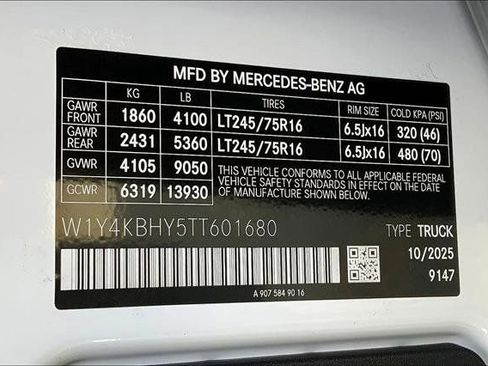 MFD BY MERCEDES-BENZ AG
KG LB TIRES RIM SIZE COLD KPA (PSI)
GAWR FRONT 1860 4100 LT245/75R16 6.5Jx16 320 (46)
GAWR REAR 2431 5360 LT245/75R16 6.5Jx16 480 (70)
GVWR 4105 9050 THIS VEHICLE CONFORMS TO ALL APPLICABLE
GCWR 6319 13930 VEHICLE SAFETY STANDARDS IN EFFECT ON THE DATE
OF MANUFACTURE SHOWN ABOVE.
W1Y4KBHY5TT601680 TYPE TRUCK
10/2025
9147
A 907 584 90 16